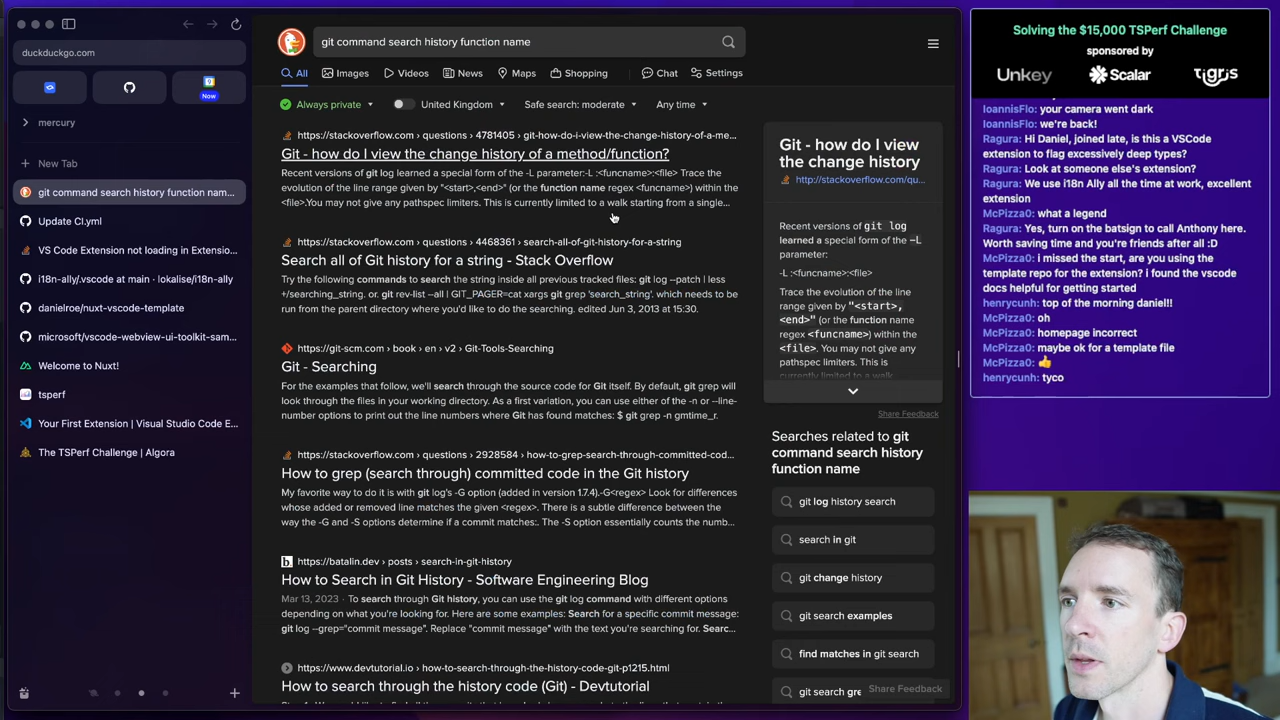 duckduckgo.com
Now
mercury
New Tab
git command search history function nam...
Update CI.yml
VS Code Extension not loading in Extensio...
i18n-ally/vscode at main · lokalise/i18n-ally
danielroe/nuxt-vscode-template
microsoft/vscode-webview-ui-toolkit-sam...
Welcome to Nuxt!
tsperf
Your First Extension | Visual Studio Code E...
The TSPerf Challenge | Algora
git command search history function name
All
Images
Videos
News
Maps
Shopping
Chat
Settings
Always private
United Kingdom
Safe search: moderate
Any time
https://stackoverflow.com › questions › 4781405 › git-how-do-i-view-the-change-history-of-a-me...
Git - how do I view the change history of a method/function?
Recent versions of git log learned a special form of the -L parameter:-L :<funcname>:<file> Trace the
evolution of the line range given by "<start>,<end>" (or the function name regex <funcname>) within the
<file>.You may not give any pathspec limiters. This is currently limited to a walk starting from a single...
https://stackoverflow.com › questions › 4468361 › search-all-of-git-history-for-a-string
Search all of Git history for a string - Stack Overflow
Try the following commands to search the string inside all previous tracked files: git log --patch | less
+/searching_string. or. git rev-list --all | GIT_PAGER=cat xargs git grep 'search_string'. which needs to be
run from the parent directory where you'd like to do the searching. edited Jun 3, 2013 at 15:30.
https://git-scm.com › book › en › v2 › Git-Tools-Searching
Git - Searching
For the examples that follow, we'll search through the source code for Git itself. By default, git grep will
look through the files in your working directory. As a first variation, you can use either of the -n or --line-
number options to print out the line numbers where Git has found matches: $ git grep -n gmtime_r.
https://stackoverflow.com › questions › 2928584 › how-to-grep-search-through-committed-cod...
How to grep (search through) committed code in the Git history
My favorite way to do it is with git log's -G option (added in version 1.7.4).-G<regex> Look for differences
whose added or removed line matches the given <regex>. There is a subtle difference between the
way the -G and -S options determine if a commit matches:. The -S option essentially counts the numb...
https://batalin.dev › posts › search-in-git-history
How to Search in Git History - Software Engineering Blog
Mar 13, 2023 · To search through Git history, you can use the git log command with different options
depending on what you're looking for. Here are some examples: Search for a specific commit message:
git log --grep="commit message". Replace "commit message" with the text you're searching for. Searc...
https://www.devtutorial.io › how-to-search-through-the-history-code-git-p1215.html
How to search through the history code (Git) - Devtutorial
Git - how do I view
the change history
http://stackoverflow.com/qu...
Recent versions of git log
learned a special form of the -L
parameter:
-L :<funcname>:<file>
Trace the evolution of the line
range given by "<start>,
<end>" (or the function name
regex <funcname>) within the
<file>. You may not give any
pathspec limiters. This is
currently limited to a walk
Share Feedback
Searches related to git
command search history
function name
git log history search
search in git
git change history
git search examples
find matches in git search
git search gre
Share Feedback
Solving the $15,000 TSPerf Challenge
sponsored by
Unkey
Scalar
tigris
IoannisFlo: your camera went dark
IoannisFlo: we're back!
Ragura: Hi Daniel, joined late, is this a VSCode
extension to flag excessively deep types?
Ragura: Look at someone else's extension?
Ragura: We use i18n Ally all the time at work, excellent
extension
McPizza0: what a legend
Ragura: Yes, turn on the batsign to call Anthony here.
Worth saving time and you're friends after all :D
McPizza0: i missed the start, are you using the
template repo for the extension? i found the vscode
docs helpful for getting started
henrycunh: top of the morning daniel!!
McPizza0: oh
McPizza0: homepage incorrect
McPizza0: maybe ok for a template file
McPizza0: 👍
henrycunh: tyco